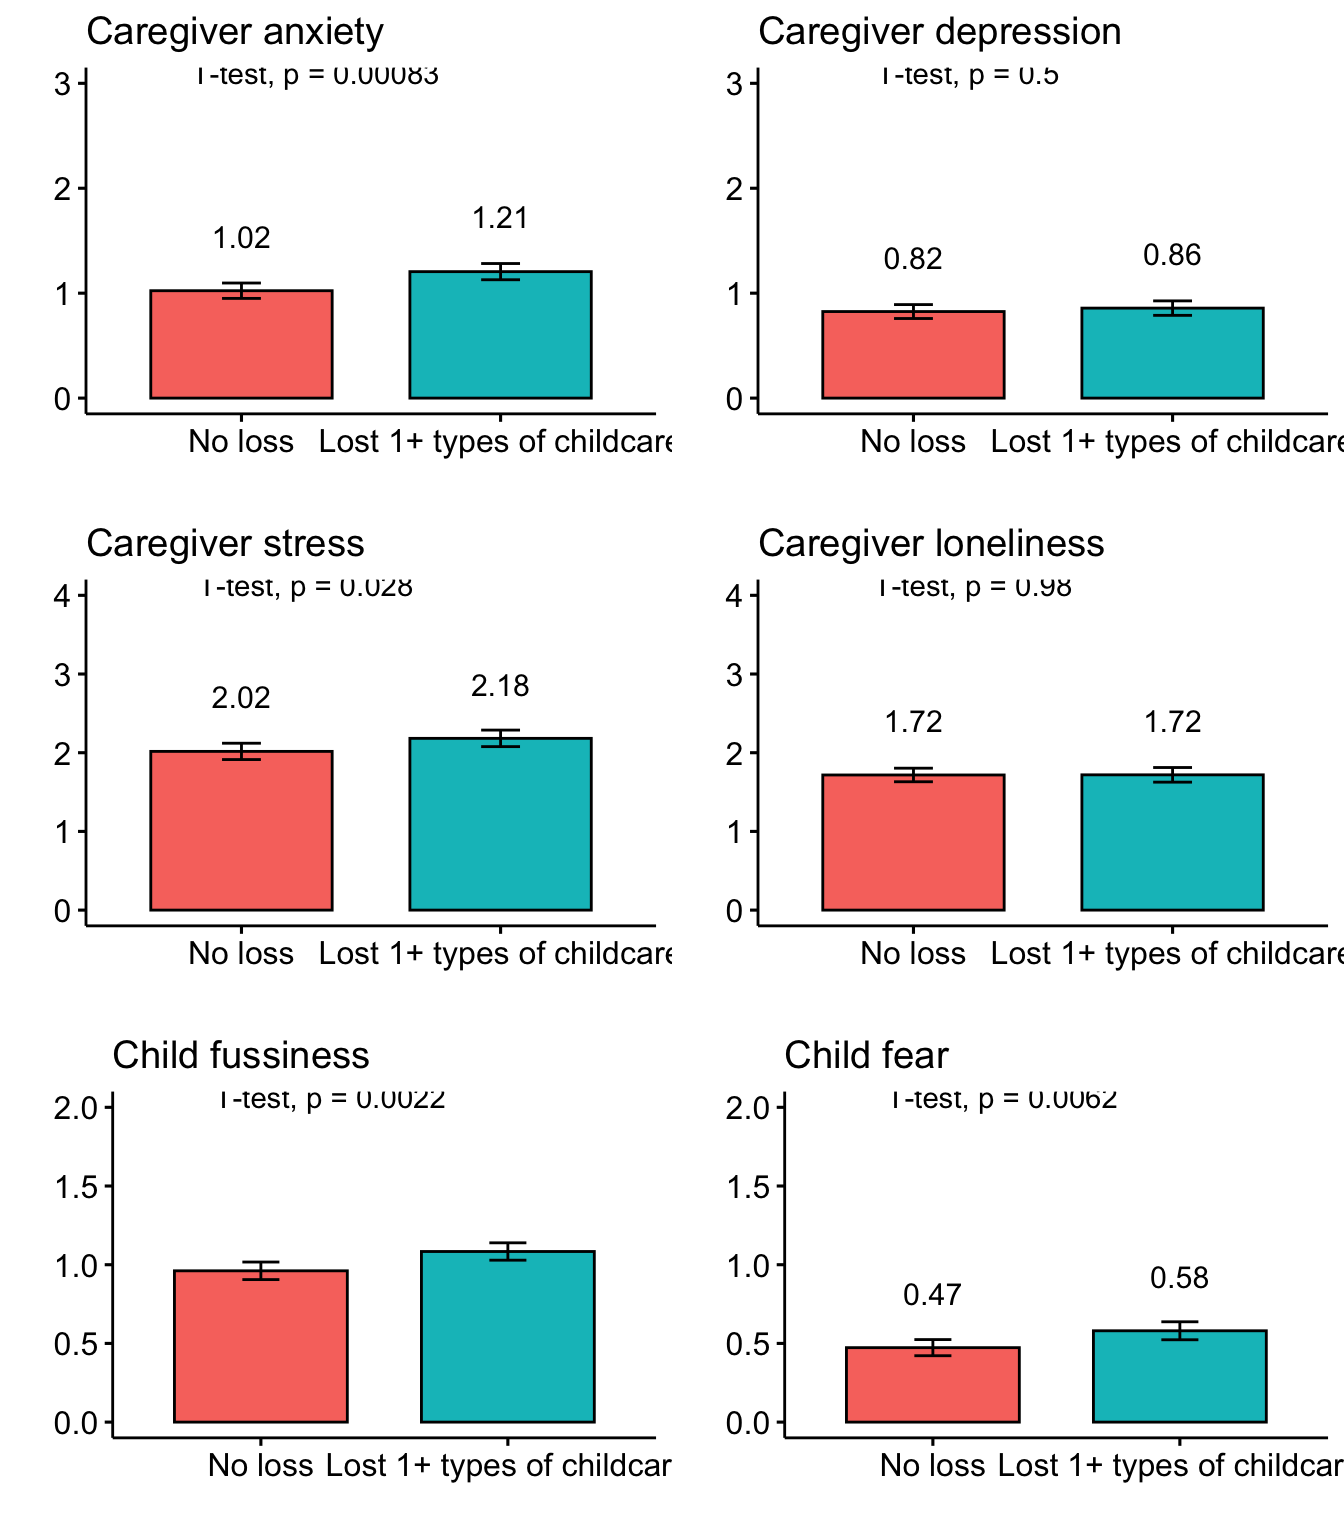 Caregiver anxiety
T-test, p = 0.00083
3
2
1
0
1.02
1.21
No loss
Lost 1+ types of childcare
Caregiver depression
T-test, p = 0.5
3
2
1
0
0.82
0.86
No loss
Lost 1+ types of childcare
Caregiver stress
T-test, p = 0.028
4
3
2
1
0
2.02
2.18
No loss
Lost 1+ types of childcare
Caregiver loneliness
T-test, p = 0.98
4
3
2
1
0
1.72
1.72
No loss
Lost 1+ types of childcare
Child fussiness
T-test, p = 0.0022
2.0
1.5
1.0
0.5
0.0
No loss
Lost 1+ types of childcar
Child fear
T-test, p = 0.0062
2.0
1.5
1.0
0.5
0.0
0.47
0.58
No loss
Lost 1+ types of childcar